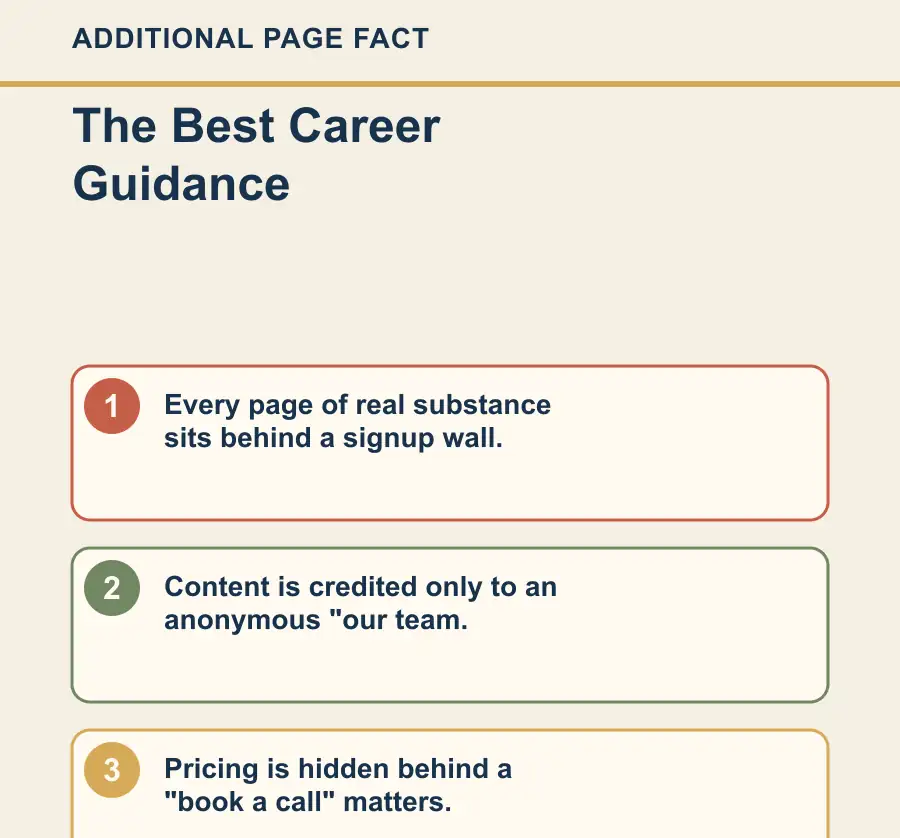 ADDITIONAL PAGE FACT
The Best Career
Guidance
1
Every page of real substance
sits behind a signup wall.
2
Content is credited only to an
anonymous "our team.
3
Pricing is hidden behind a
"book a call" matters.